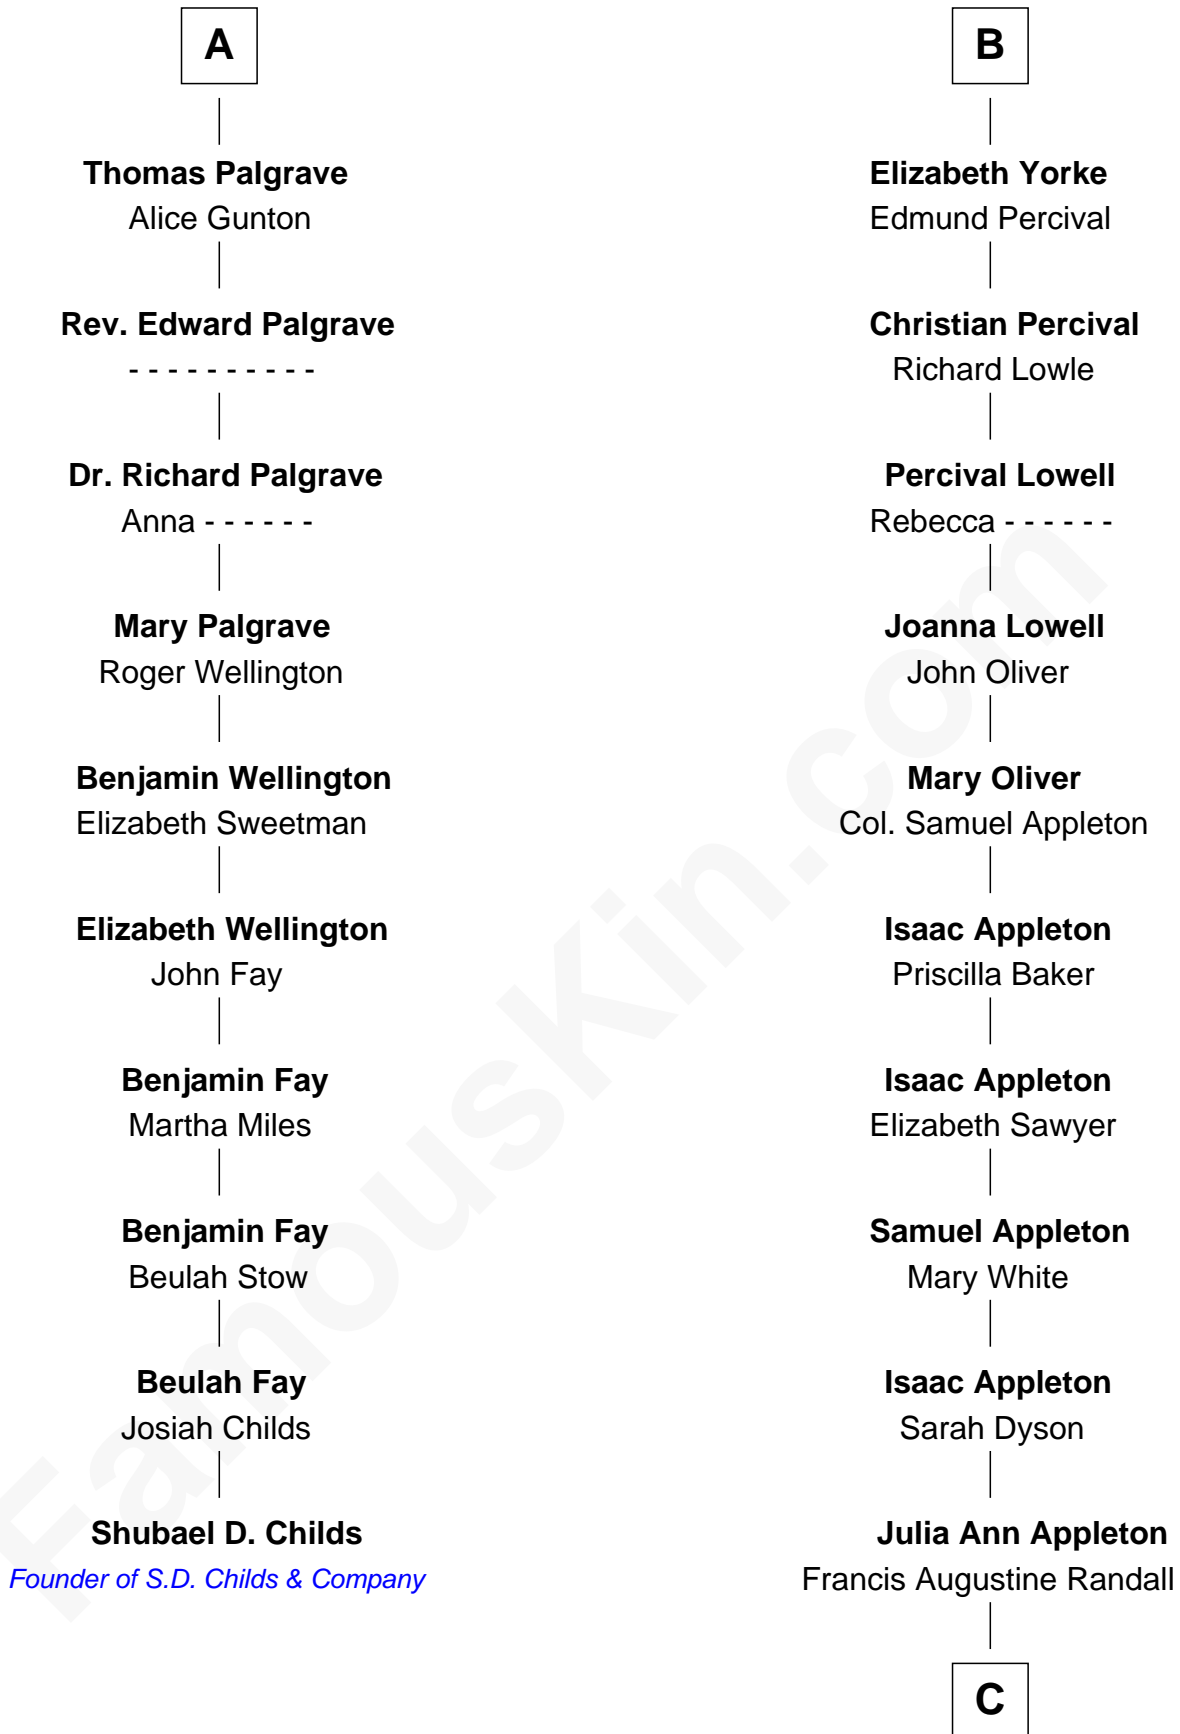 A
Thomas Palgrave
Alice Gunton
Rev. Edward Palgrave
- - - - - - - - - -
Dr. Richard Palgrave
Anna - - - - - -
Mary Palgrave
Roger Wellington
Benjamin Wellington
Elizabeth Sweetman
Elizabeth Wellington
John Fay
Benjamin Fay
Martha Miles
Benjamin Fay
Beulah Stow
Beulah Fay
Josiah Childs
Shubael D. Childs
Founder of S.D. Childs & Company
B
Elizabeth Yorke
Edmund Percival
Christian Percival
Richard Lowle
Percival Lowell
Rebecca - - - - - -
Joanna Lowell
John Oliver
Mary Oliver
Col. Samuel Appleton
Isaac Appleton
Priscilla Baker
Isaac Appleton
Elizabeth Sawyer
Samuel Appleton
Mary White
Isaac Appleton
Sarah Dyson
Julia Ann Appleton
Francis Augustine Randall
C
FamousKin.com